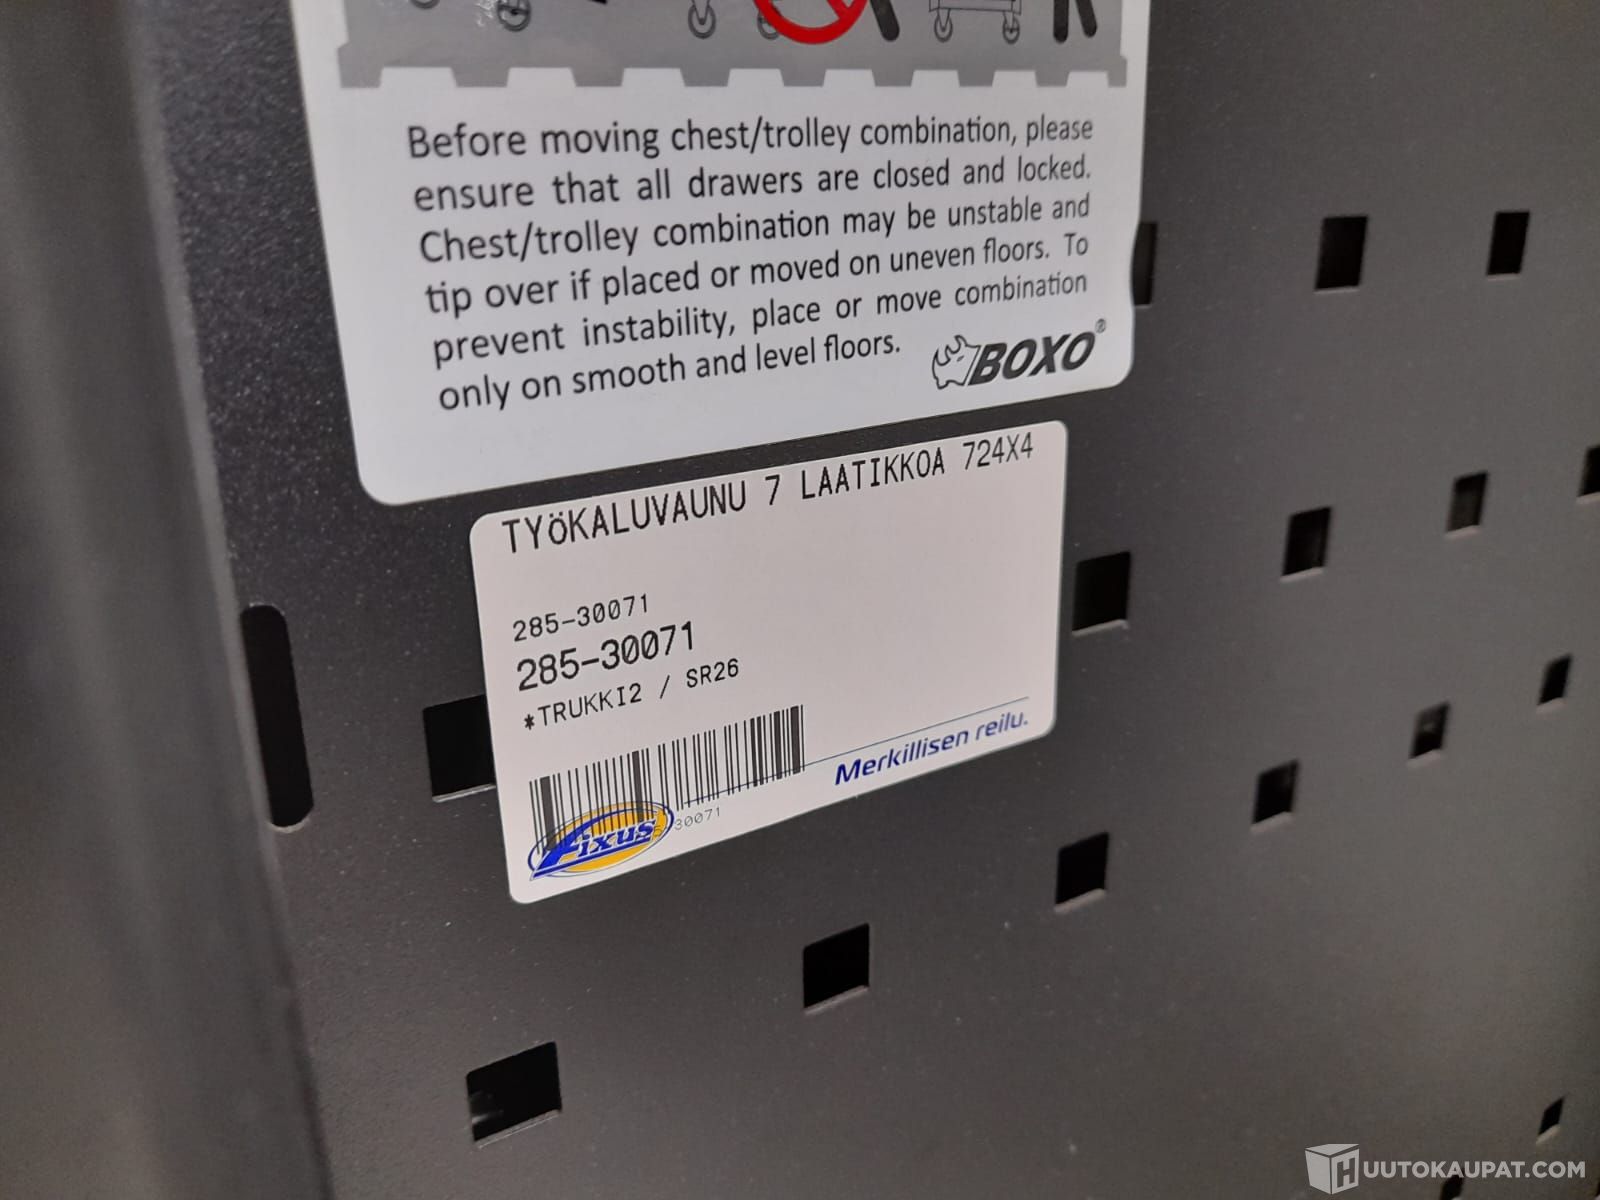 Before moving chest/trolley combination, please
ensure that all drawers are closed and locked.
Chest/trolley combination may be unstable and
tip over if placed or moved on uneven floors. To
prevent instability, place or move combination
only on smooth and level floors.
BOXO®
TYÖKALUVAUNU 7 LAATIKKOA 724X4
285-30071
285-30071
*TRUKKI2 / SR26
Merkillisen reilu.
30071
Fixus
HUUTOKAUPAT.COM